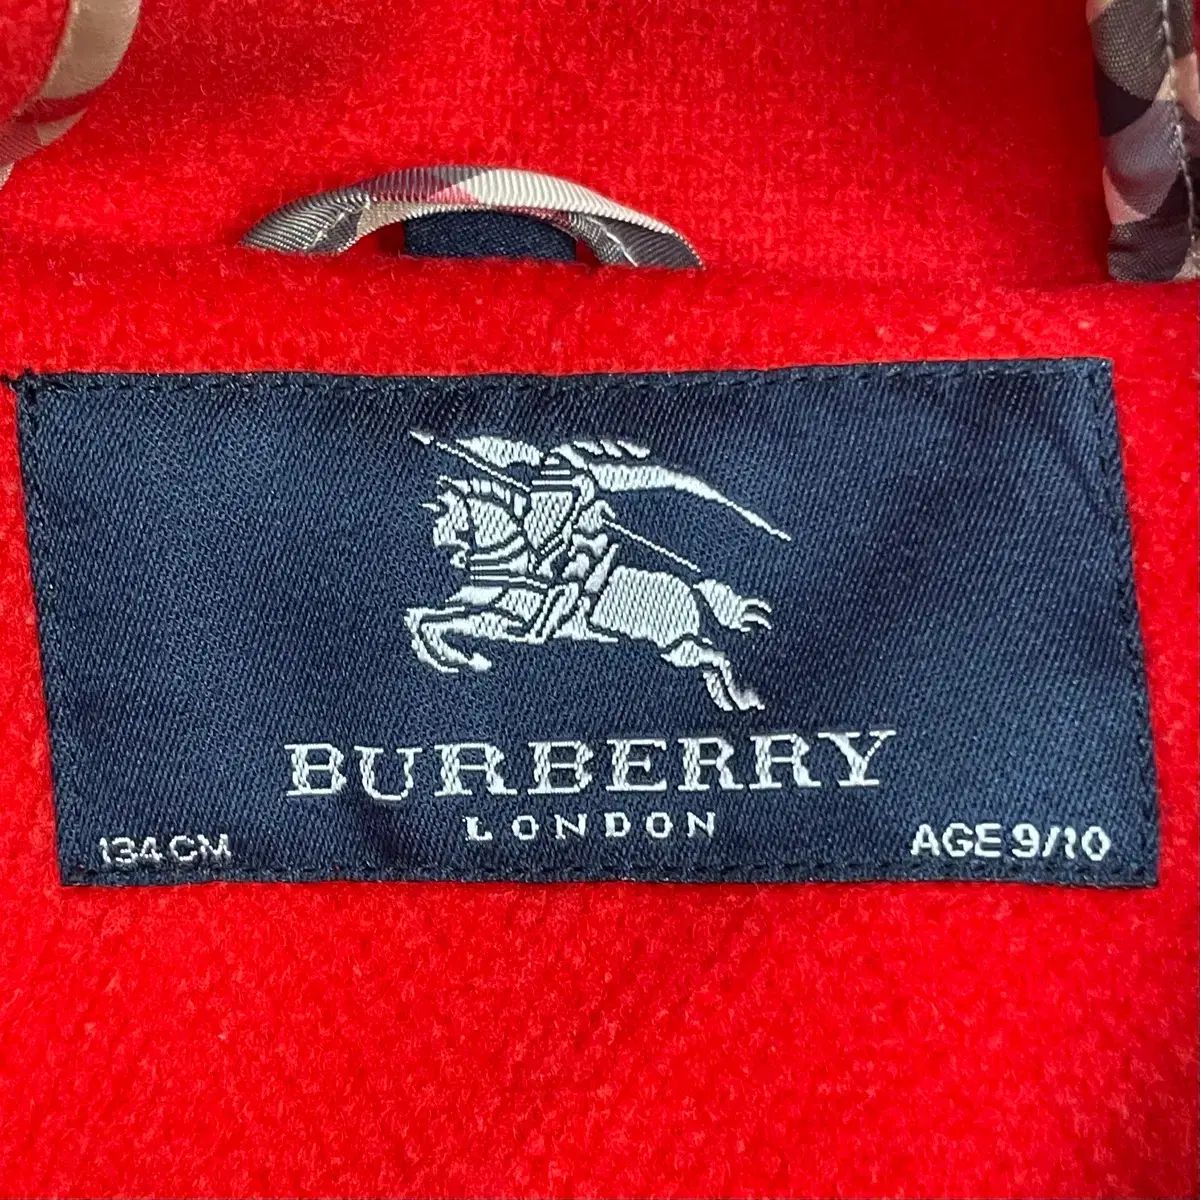 BURBERRY
LONDON
134 CM
AGE 9/10